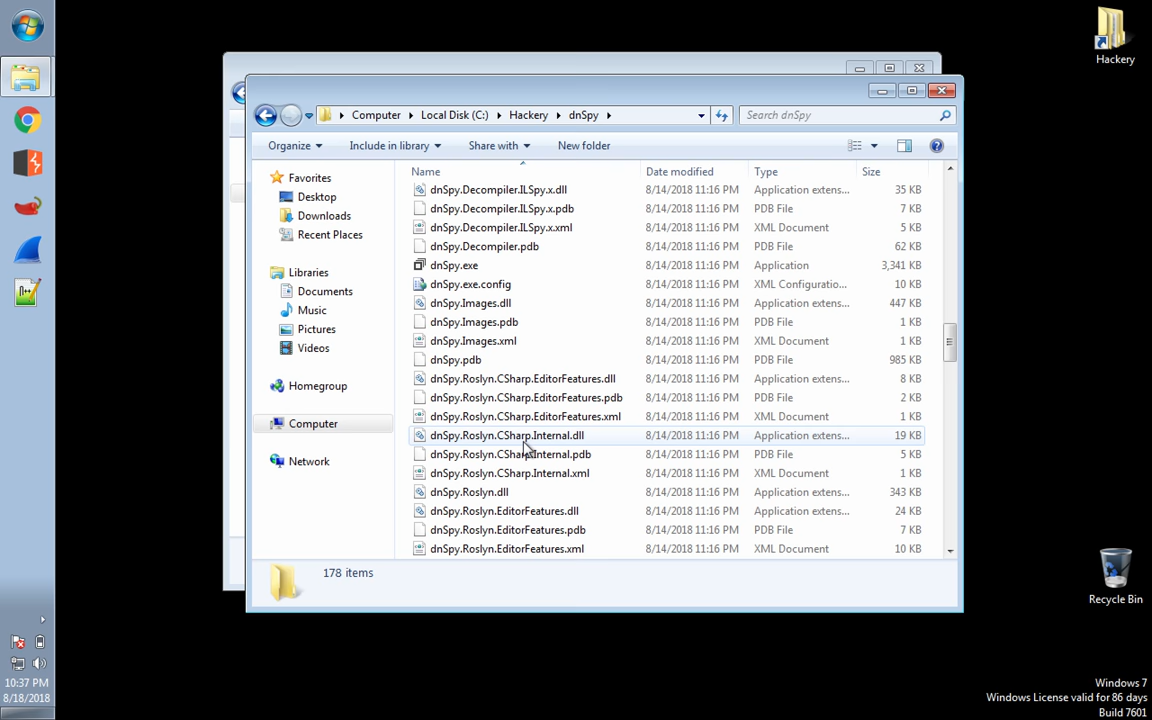 Hackery
Computer
Local Disk (C:)
Hackery
dnSpy
Search dnSpy
Organize
Include in library
Share with
New folder
Name
Date modified
Type
Size
Favorites
Desktop
Downloads
Recent Places
Libraries
Documents
Music
Pictures
Videos
Homegroup
Computer
Network
dnSpy.Decompiler.ILSpy.x.dll 8/14/2018 11:16 PM Application extens... 35 KB
dnSpy.Decompiler.ILSpy.x.pdb 8/14/2018 11:16 PM PDB File 7 KB
dnSpy.Decompiler.ILSpy.x.xml 8/14/2018 11:16 PM XML Document 5 KB
dnSpy.Decompiler.pdb 8/14/2018 11:16 PM PDB File 62 KB
dnSpy.exe 8/14/2018 11:16 PM Application 3,341 KB
dnSpy.exe.config 8/14/2018 11:16 PM XML Configuratio... 10 KB
dnSpy.Images.dll 8/14/2018 11:16 PM Application extens... 447 KB
dnSpy.Images.pdb 8/14/2018 11:16 PM PDB File 1 KB
dnSpy.Images.xml 8/14/2018 11:16 PM XML Document 1 KB
dnSpy.pdb 8/14/2018 11:16 PM PDB File 985 KB
dnSpy.Roslyn.CSharp.EditorFeatures.dll 8/14/2018 11:16 PM Application extens... 8 KB
dnSpy.Roslyn.CSharp.EditorFeatures.pdb 8/14/2018 11:16 PM PDB File 2 KB
dnSpy.Roslyn.CSharp.EditorFeatures.xml 8/14/2018 11:16 PM XML Document 1 KB
dnSpy.Roslyn.CSharp.Internal.dll 8/14/2018 11:16 PM Application extens... 19 KB
dnSpy.Roslyn.CSharp.Internal.pdb 8/14/2018 11:16 PM PDB File 5 KB
dnSpy.Roslyn.CSharp.Internal.xml 8/14/2018 11:16 PM XML Document 1 KB
dnSpy.Roslyn.dll 8/14/2018 11:16 PM Application extens... 343 KB
dnSpy.Roslyn.EditorFeatures.dll 8/14/2018 11:16 PM Application extens... 24 KB
dnSpy.Roslyn.EditorFeatures.pdb 8/14/2018 11:16 PM PDB File 7 KB
dnSpy.Roslyn.EditorFeatures.xml 8/14/2018 11:16 PM XML Document 10 KB
178 items
Recycle Bin
10:37 PM
8/18/2018
Windows 7
Windows License valid for 86 days
Build 7601